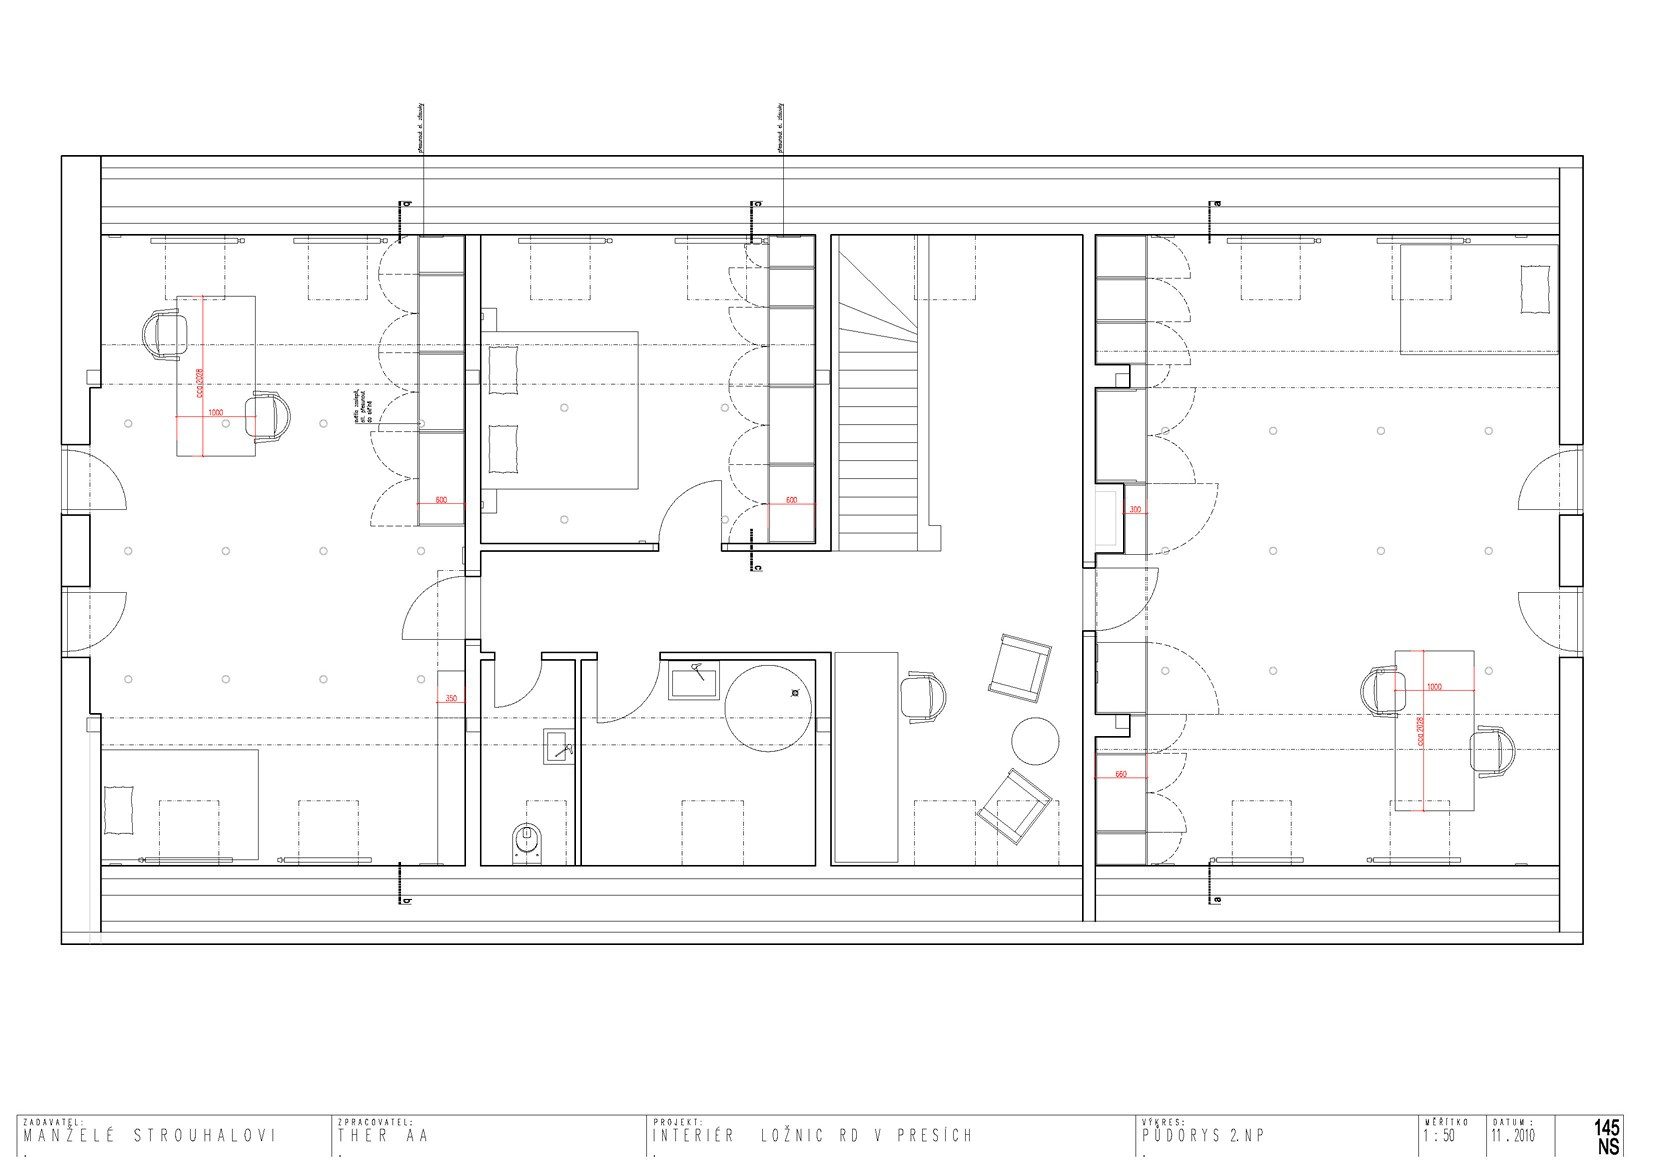 přesunout el. zásuvky
přesunout el. zásuvky
b
c
a
cca 2028
1000
600
600
300
350
c
1000
cca 2028
660
b
a
ZADAVATEL:
MANŽELÉ STROUHALOVI
ZPRACOVATEL:
THER AA
PROJEKT:
INTERIÉR LOŽNIC RD V PRESÍCH
VÝKRES:
PŮDORYS 2.NP
MĚŘÍTKO
1 : 50
DATUM :
11 . 2010
145
NS